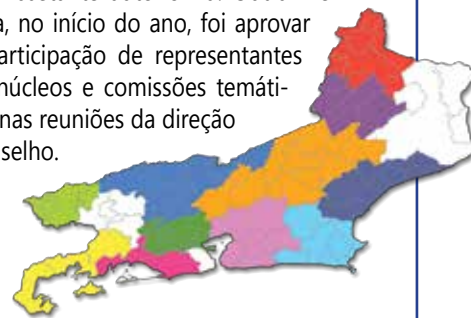 a, no início do ano, foi aprovar
articipação de representantes
núcleos e comissões temáti-
nas reuniões da direção
selho.